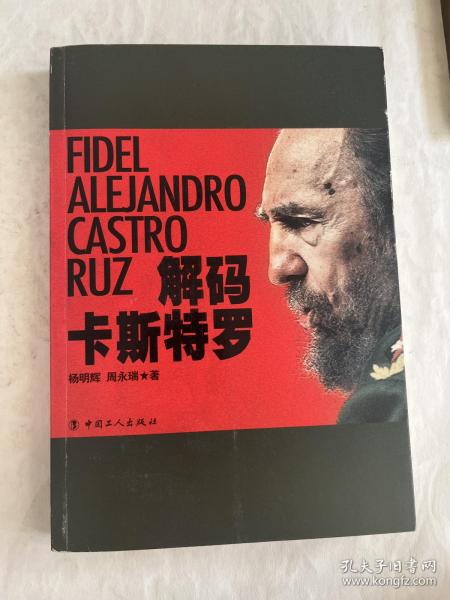 FIDEL
ALEJANDRO
CASTRO
RUZ 解码
卡斯特罗
杨明辉 周永瑞★著
中国工人出版社
孔夫子旧书网
www.kongfz.com